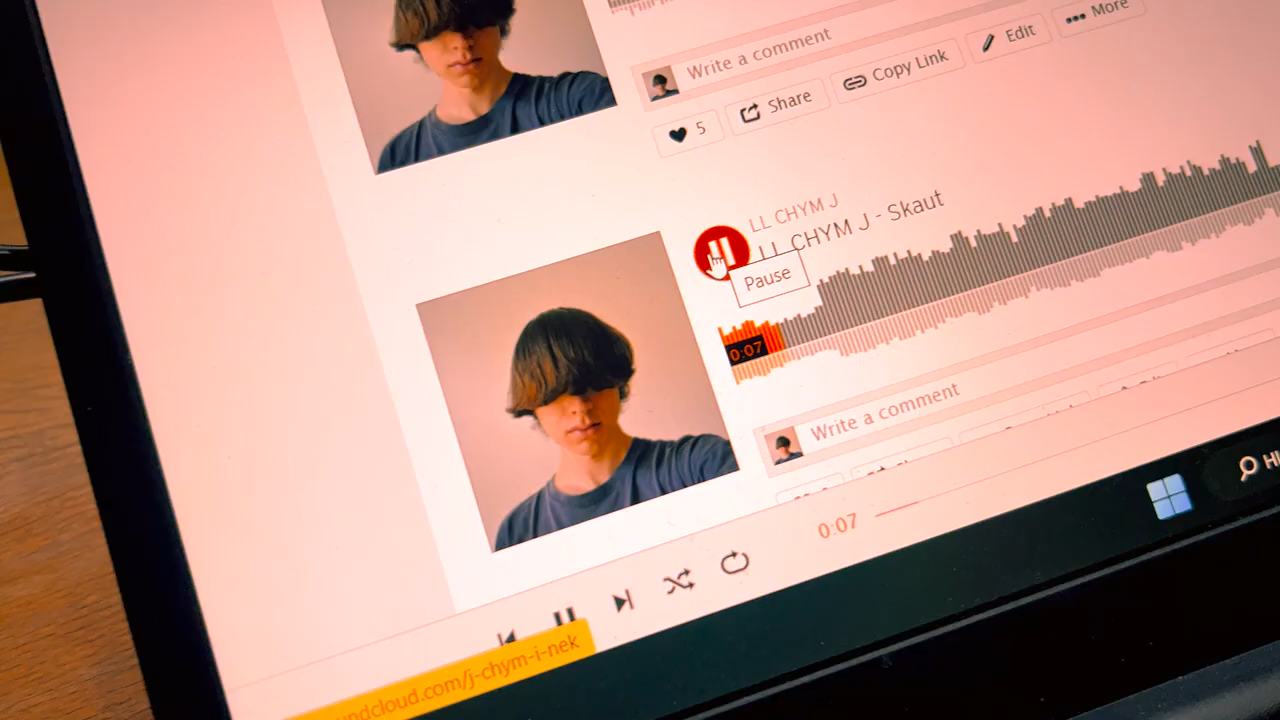 Write a comment
5
Share
Copy Link
Edit
More
LL CHYM J
LL CHYM J - Skaut
Pause
0:07
Write a comment
0:07
undcloud.com/j-chym-i-nek